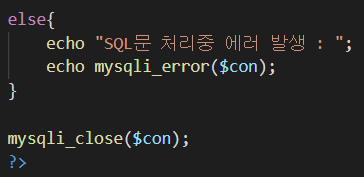 else{
    echo "SQL문 처리중 에러 발생 : ";
    echo mysqli_error($con);
}
mysqli_close($con);
?>